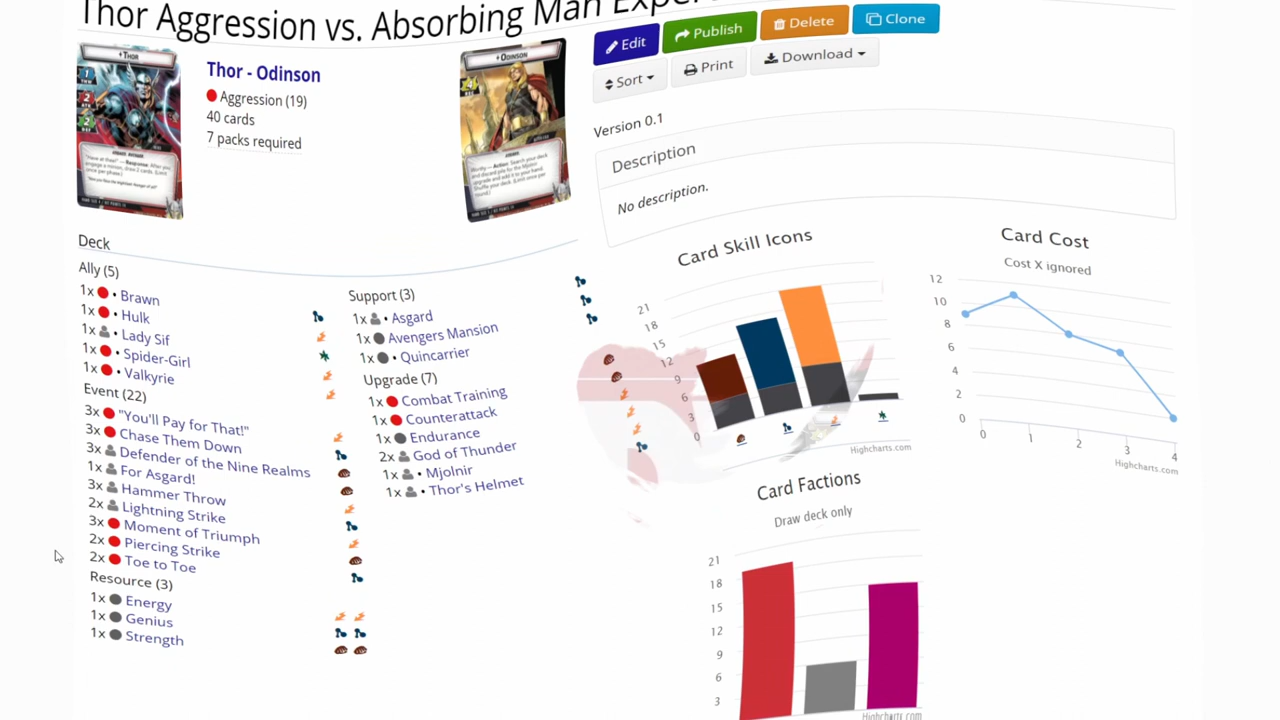 Thor Aggression vs. Absorbing Man Exper
Edit
Publish
Delete
Clone
Sort
Print
Download
Thor - Odinson
Aggression (19)
40 cards
7 packs required
Version 0.1
Description
No description.
Deck
Ally (5)
1x • Brawn
1x • Hulk
1x • Lady Sif
1x • Spider-Girl
1x • Valkyrie
Event (22)
3x "You'll Pay for That!"
3x Chase Them Down
3x Defender of the Nine Realms
1x For Asgard!
3x Hammer Throw
2x Lightning Strike
3x Moment of Triumph
2x Piercing Strike
2x Toe to Toe
Resource (3)
1x Energy
1x Genius
1x Strength
Support (3)
1x • Asgard
1x • Avengers Mansion
1x • Quincarrier
Upgrade (7)
1x Combat Training
1x Counterattack
1x Endurance
2x God of Thunder
1x • Mjolnir
1x • Thor's Helmet
Card Skill Icons
21
18
15
12
9
6
3
0
Highcharts.com
Card Cost
Cost X ignored
12
10
8
6
4
2
0
0 1 2 3 4
Highcharts.com
Card Factions
Draw deck only
21
18
15
12
9
6
3
Highcharts.com